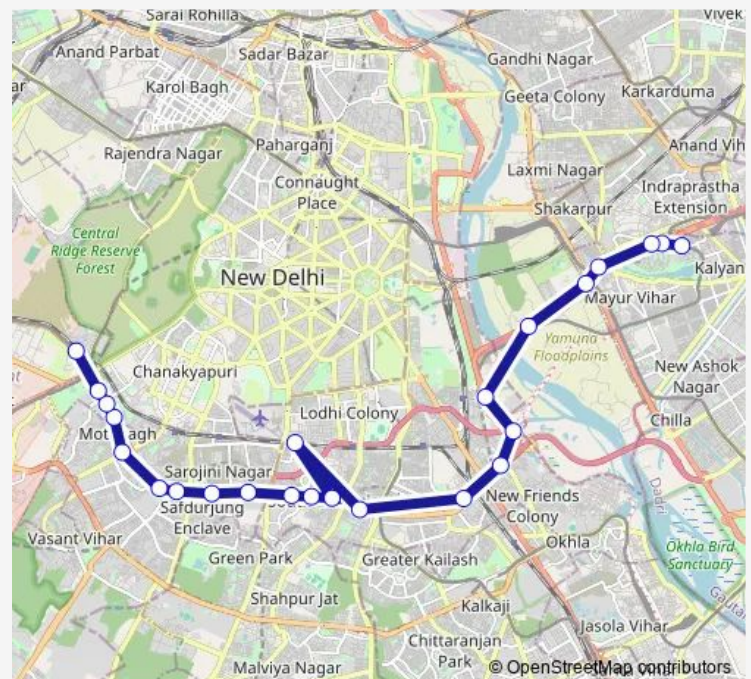 Sarai Rohilla
Vivek
Anand Parbat
Sadar Bazar
Gandhi Nagar
Karol Bagh
Geeta Colony
Karkarduma
Rajendra Nagar
Paharganj
Anand Vih
Connaught
Place
Laxmi Nagar
Indraprastha
Extension
Shakarpur
Central
Ridge Reserve
Forest
New Delhi
Kalyan
Mayur Vihar
Yamuna
Floodplains
Chanakyapuri
New Ashok
Nagar
Lodhi Colony
Chilla
Sarojini Nagar
Dadri
Safdurjung
Enclave
New Friends
Colony
Vasant Vihar
Okhla
Okhla Bird
Sanctuary
Green Park
Greater Kailash
Gauta
Shahpur Jat
Kalkaji
Jasola Vihar
Chittaranjan
Park
Malviya Nagar
© OpenStreetMap contributors